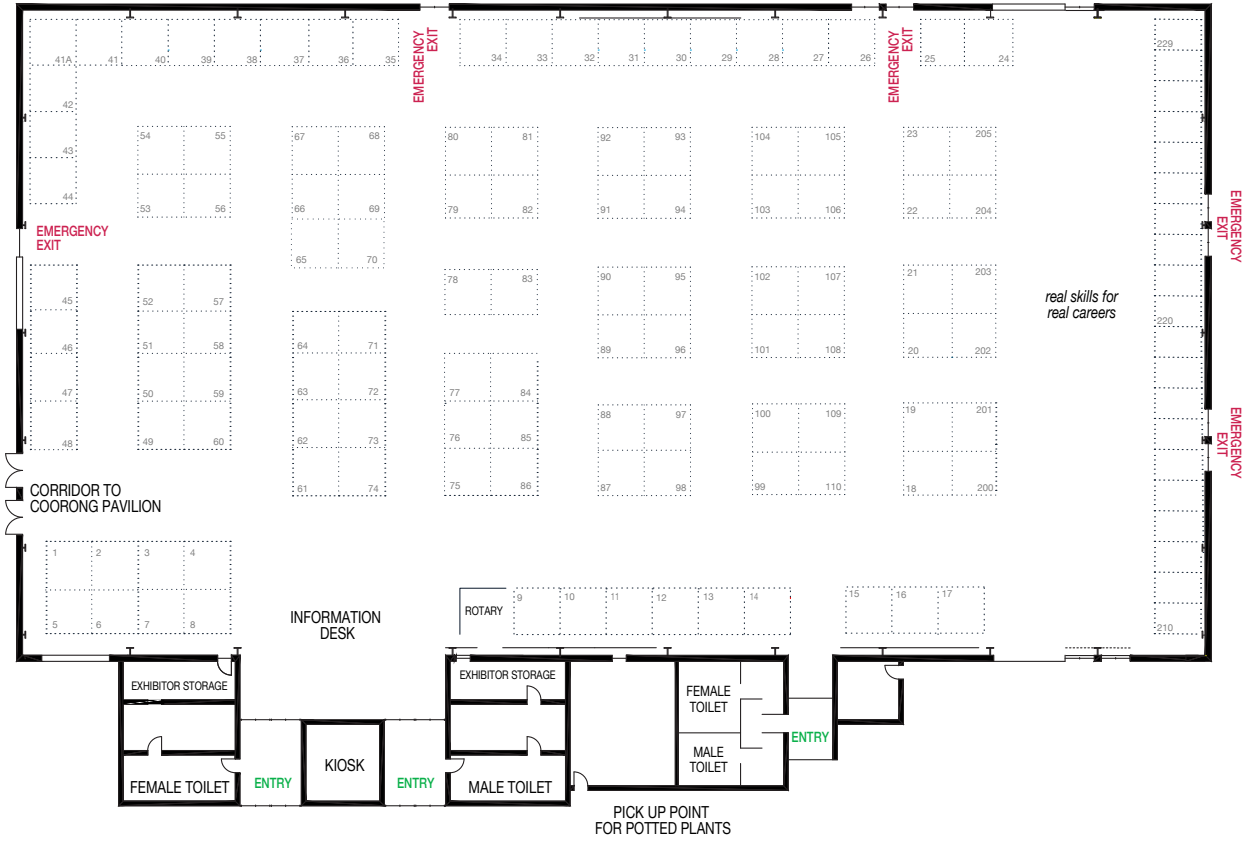 229
41A 41 40 39 38 37 36 35
EMERGENCY
EXIT
34 33 32 31 30 29 28 27 26
EMERGENCY
EXIT
25 24
42
43
44
54 55
53 56
67 68
66 69
65 70
80 81
79 82
92 93
91 94
104 105
103 106
23 205
22 204
EMERGENCY
EXIT
EMERGENCY
EXIT
45
46
47
48
52 57
51 58
50 59
49 60
64 71
63 72
62 73
61 74
78 83
77 84
76 85
75 86
90 95
89 96
88 97
87 98
102 107
101 108
100 109
99 110
21 203
20 202
19 201
18 200
real skills for
real careers
220
EMERGENCY
EXIT
CORRIDOR TO
COORONG PAVILION
1 2 3 4
5 6 7 8
INFORMATION
DESK
ROTARY
9 10 11 12 13 14
15 16 17
210
EXHIBITOR STORAGE
EXHIBITOR STORAGE
FEMALE
TOILET
MALE
TOILET
ENTRY
FEMALE TOILET
ENTRY
KIOSK
ENTRY
MALE TOILET
PICK UP POINT
FOR POTTED PLANTS